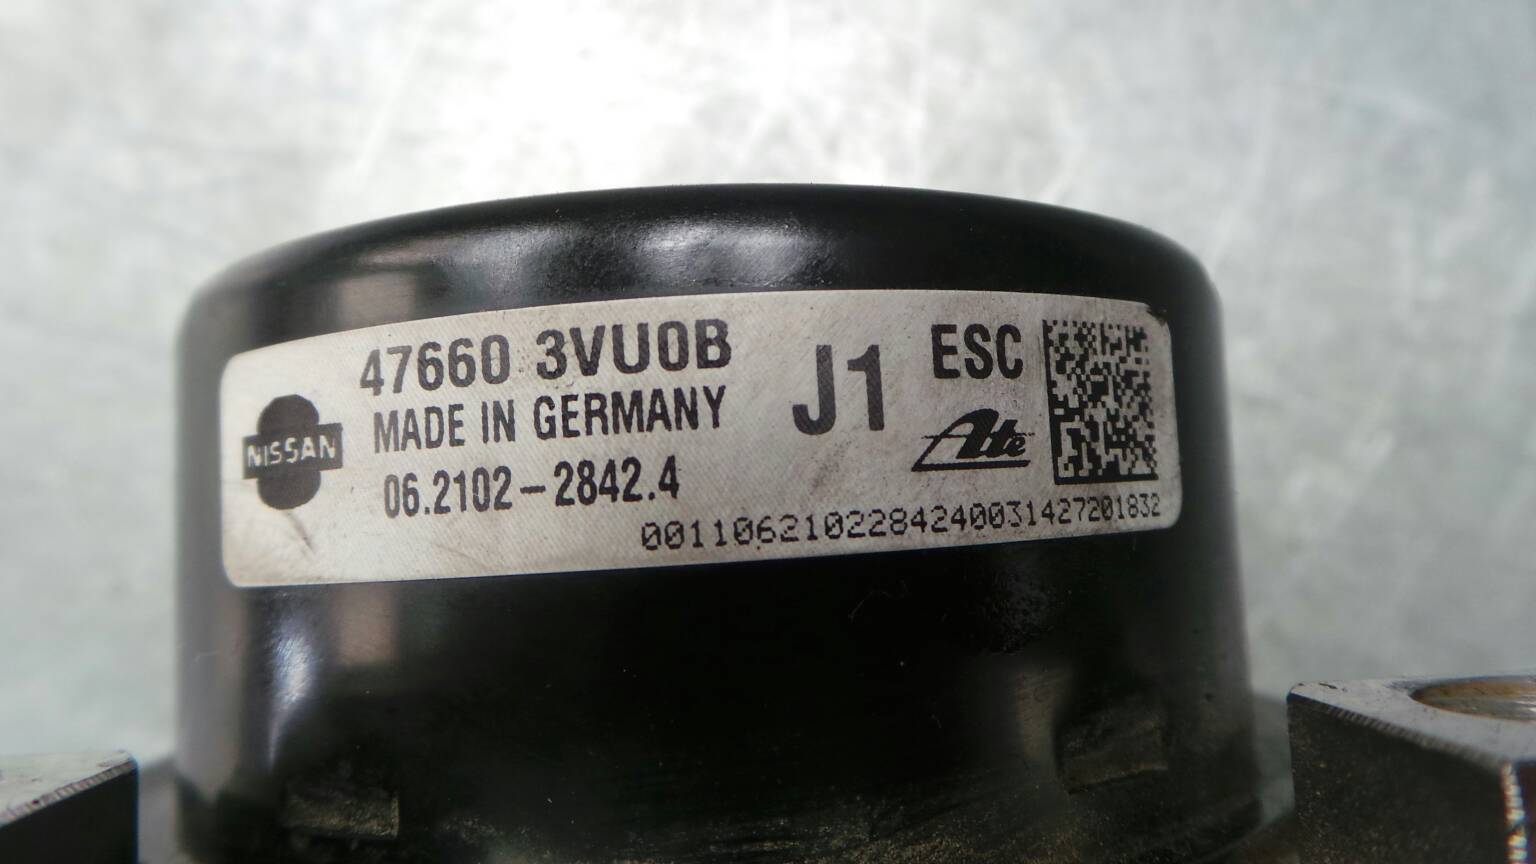 NISSAN
47660 3VU0B
MADE IN GERMANY
06.2102-2842.4
J1
ESC
Ate
0011062102284240031427201832